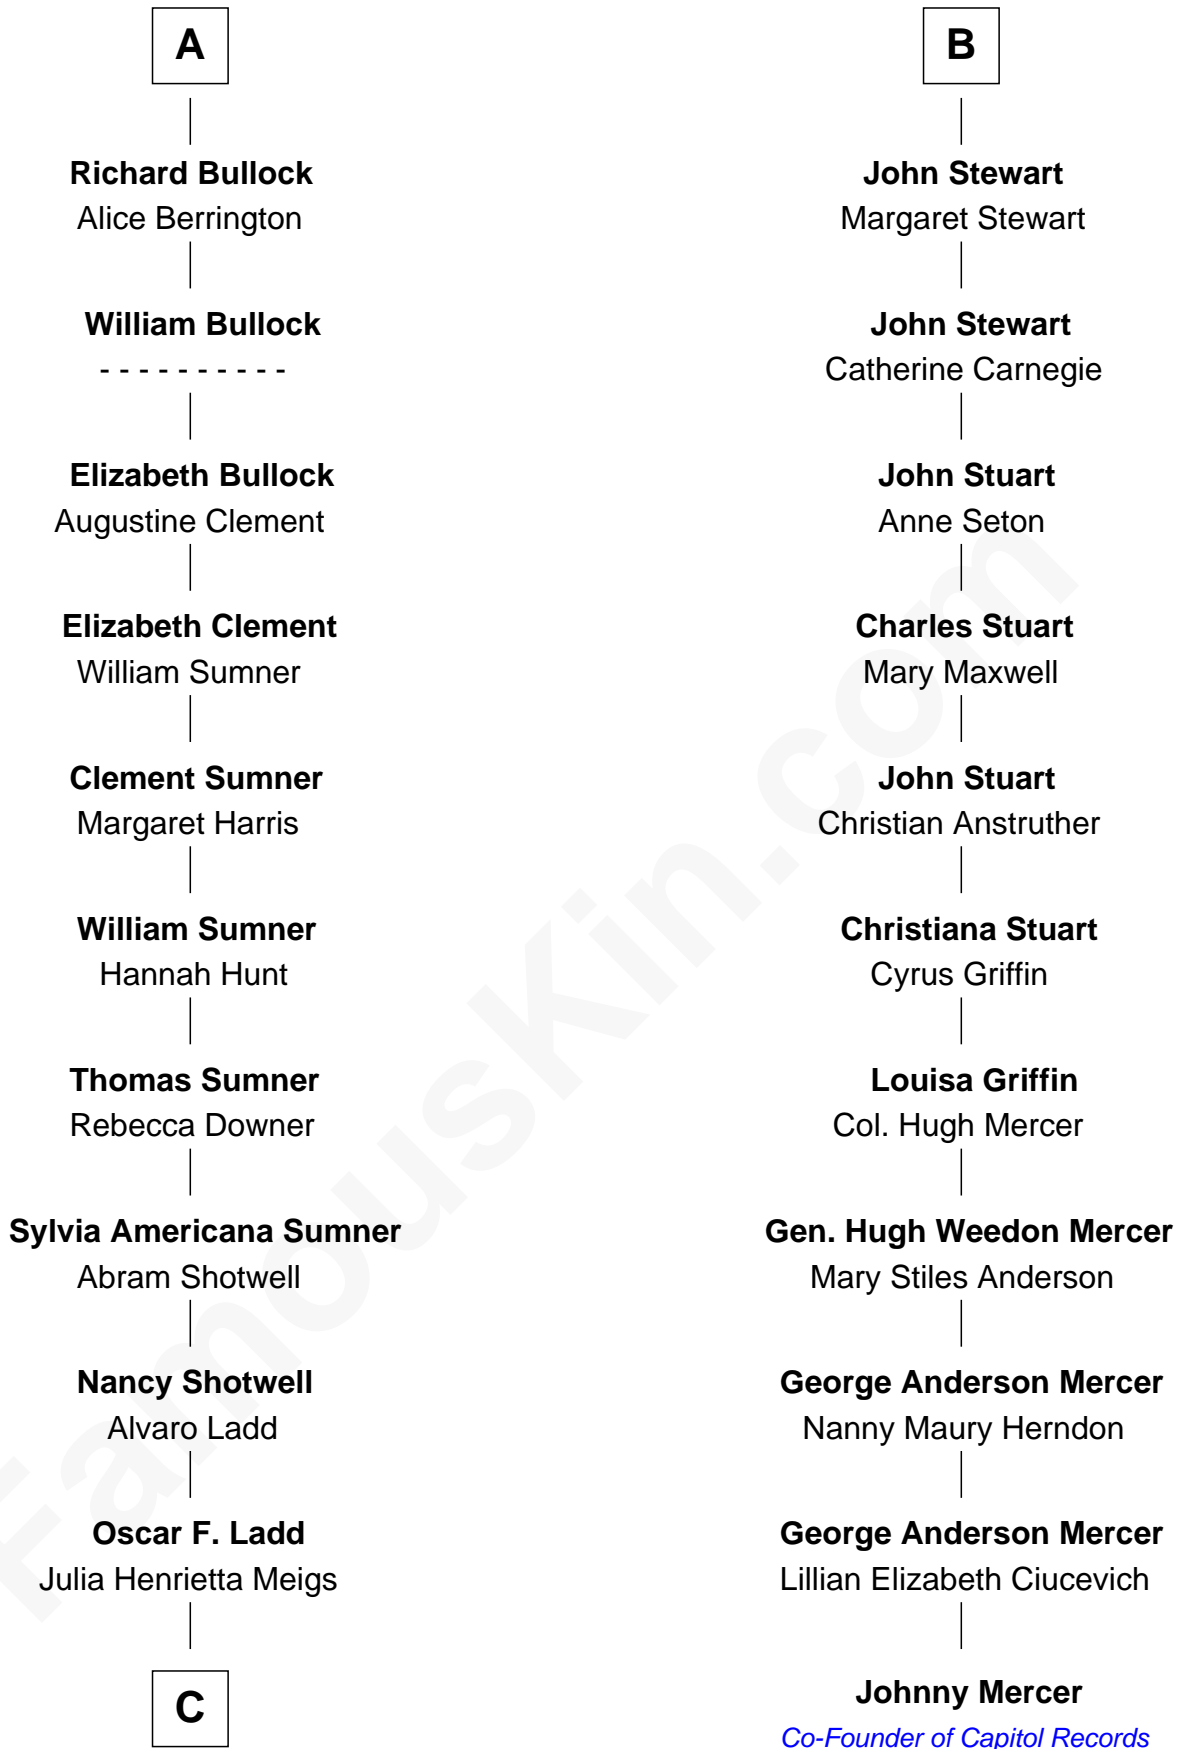 A
Richard Bullock
Alice Berrington
William Bullock
- - - - - - - - - -
Elizabeth Bullock
Augustine Clement
Elizabeth Clement
William Sumner
Clement Sumner
Margaret Harris
William Sumner
Hannah Hunt
Thomas Sumner
Rebecca Downer
Sylvia Americana Sumner
Abram Shotwell
Nancy Shotwell
Alvaro Ladd
Oscar F. Ladd
Julia Henrietta Meigs
C
B
John Stewart
Margaret Stewart
John Stewart
Catherine Carnegie
John Stuart
Anne Seton
Charles Stuart
Mary Maxwell
John Stuart
Christian Anstruther
Christiana Stuart
Cyrus Griffin
Louisa Griffin
Col. Hugh Mercer
Gen. Hugh Weedon Mercer
Mary Stiles Anderson
George Anderson Mercer
Nanny Maury Herndon
George Anderson Mercer
Lillian Elizabeth Ciucevich
Johnny Mercer
Co-Founder of Capitol Records
FamousKin.com